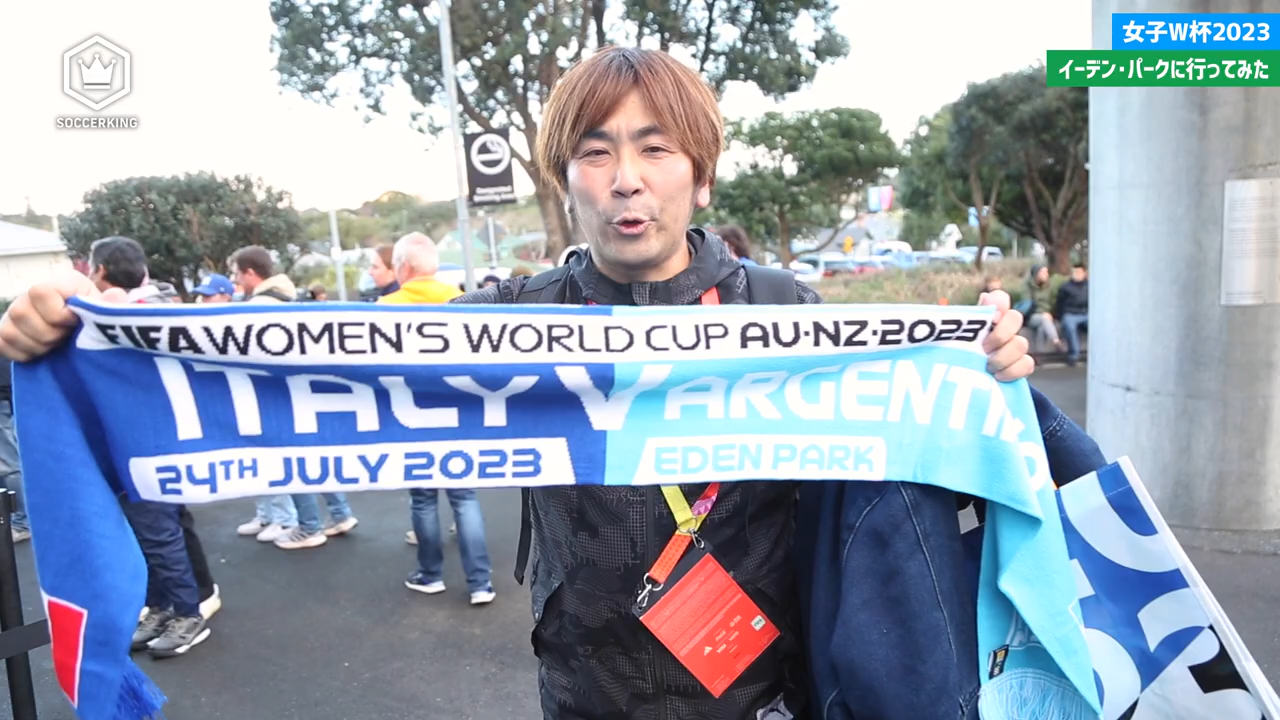 女子W杯2023
イーデン・パークに行ってみた
SOCCERKING
FIFA WOMEN'S WORLD CUP AU·NZ·2023
ITALY V ARGENTIN
24TH JULY 2023
EDEN PARK